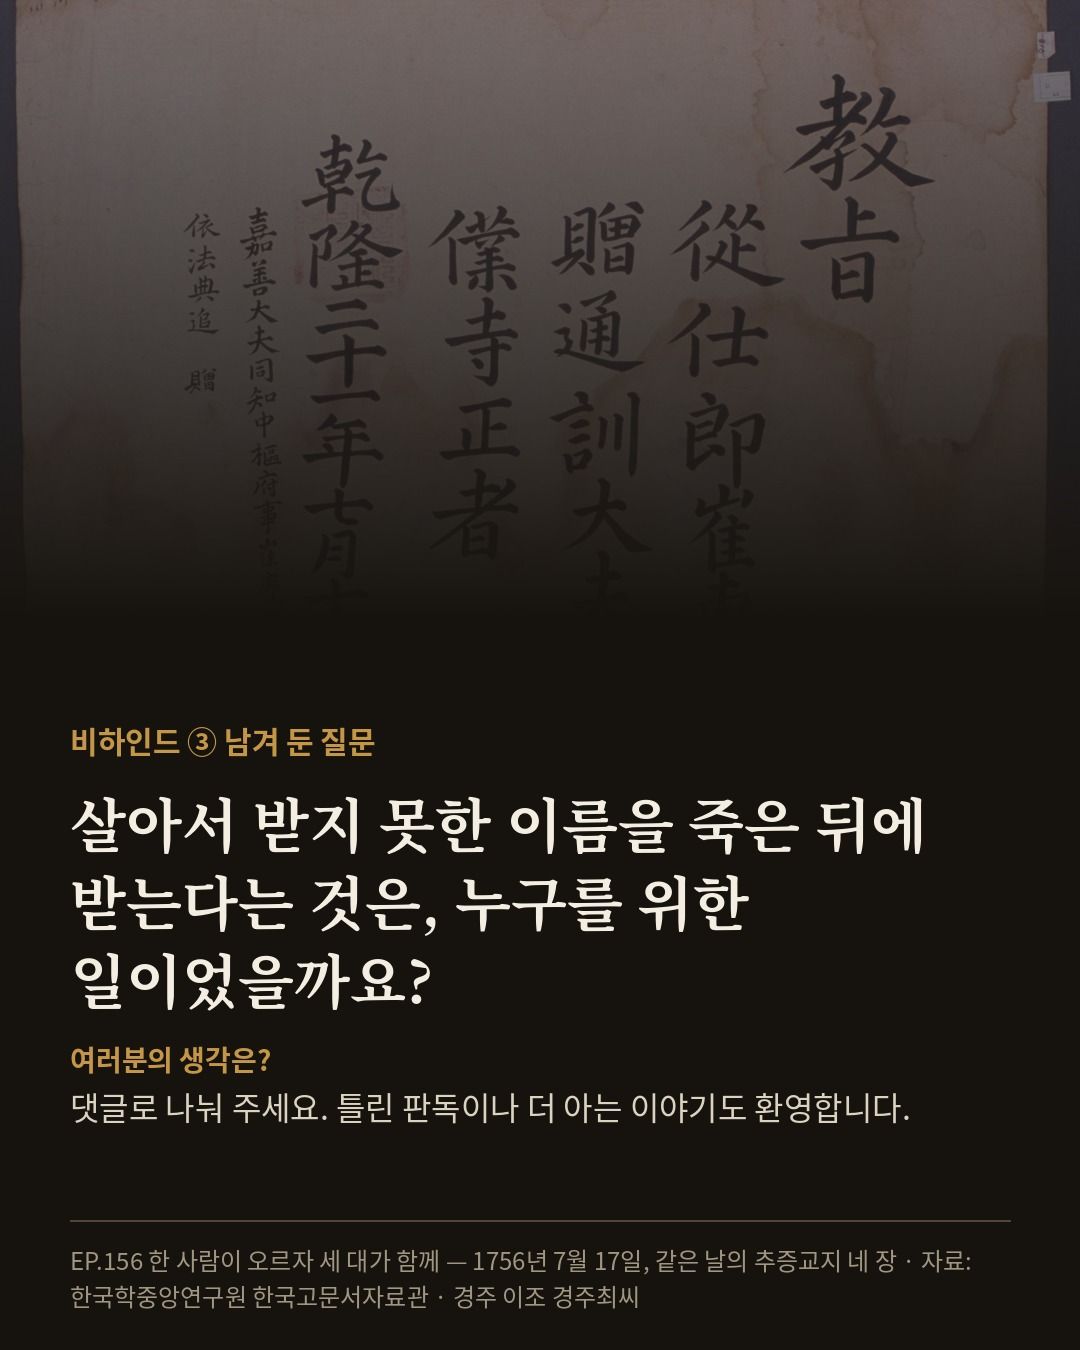 教旨
從仕郎崔
贈通訓大夫
僕寺正者
乾隆二十一年七月十
嘉善大夫同知中樞府事
依法典追 贈
비하인드 ③ 남겨 둔 질문
살아서 받지 못한 이름을 죽은 뒤에
받는다는 것은, 누구를 위한
일이었을까요?
여러분의 생각은?
댓글로 나눠 주세요. 틀린 판독이나 더 아는 이야기도 환영합니다.
EP.156 한 사람이 오르자 세 대가 함께 — 1756년 7월 17일, 같은 날의 추증교지 네 장 · 자료:
한국학중앙연구원 한국고문서자료관 · 경주 이조 경주최씨